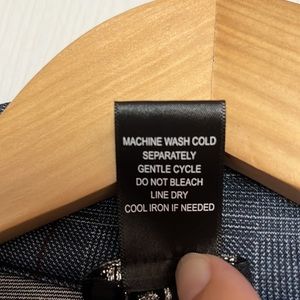 MACHINE WASH COLD
SEPARATELY
GENTLE CYCLE
DO NOT BLEACH
LINE DRY
COOL IRON IF NEEDED